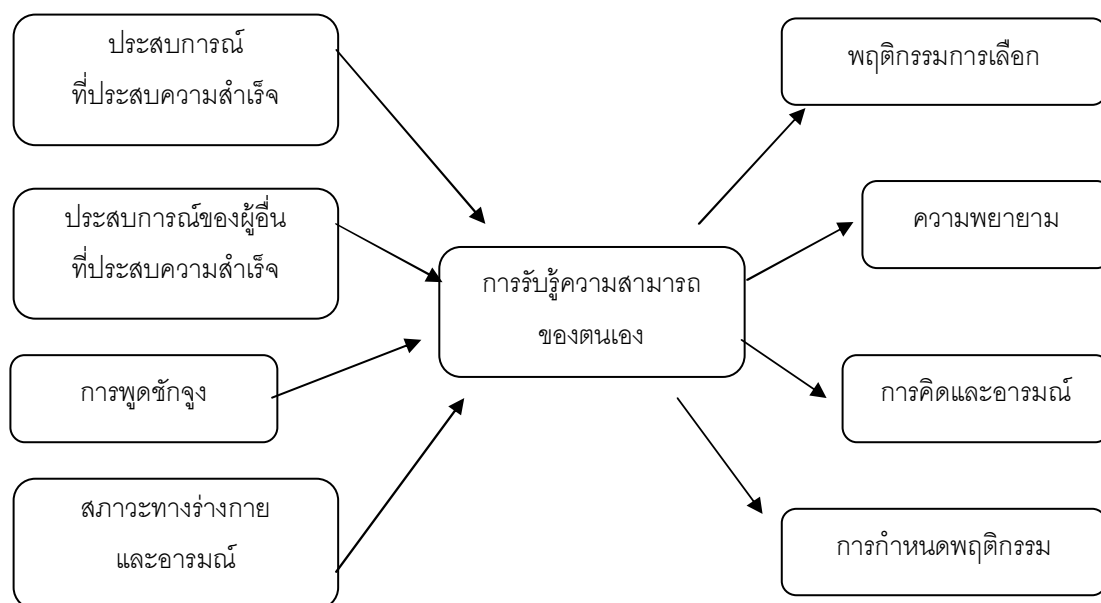 ประสบการณ์
ที่ประสบความสำเร็จ
ประสบการณ์ของผู้อื่น
ที่ประสบความสำเร็จ
การพูดชักจูง
สภาวะทางร่างกาย
และอารมณ์
การรับรู้ความสามารถ
ของตนเอง
พฤติกรรมการเลือก
ความพยายาม
การคิดและอารมณ์
การกำหนดพฤติกรรม